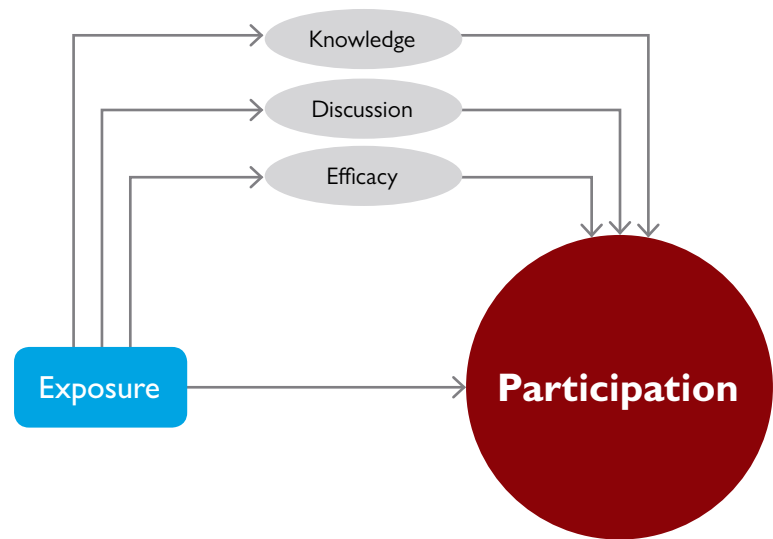 Knowledge
Discussion
Efficacy
Exposure
Participation